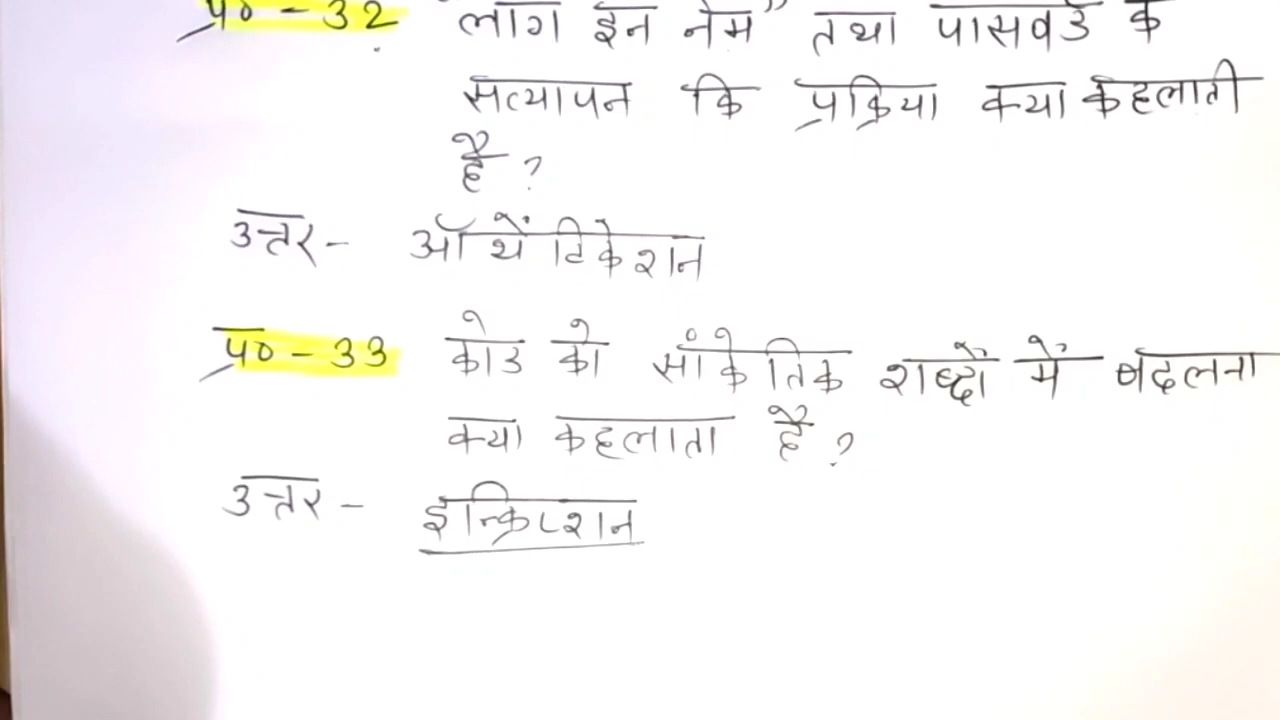 प्र० - 32 "लाग इन नेम" तथा पासवर्ड के
सत्यापन कि प्रक्रिया क्या कहलाती
है ?
उत्तर - ऑथेंटिकेशन
प्र० - 33 कोड को सांकेतिक शब्दों में बदलना
क्या कहलाता है ?
उत्तर - इन्क्रिप्शन